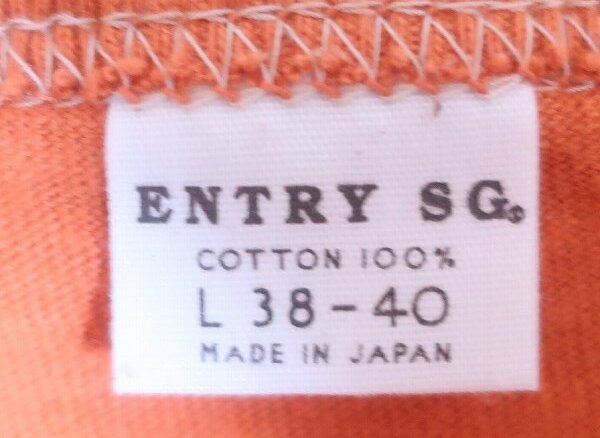 ENTRY SG.
COTTON 100%
L 38-40
MADE IN JAPAN